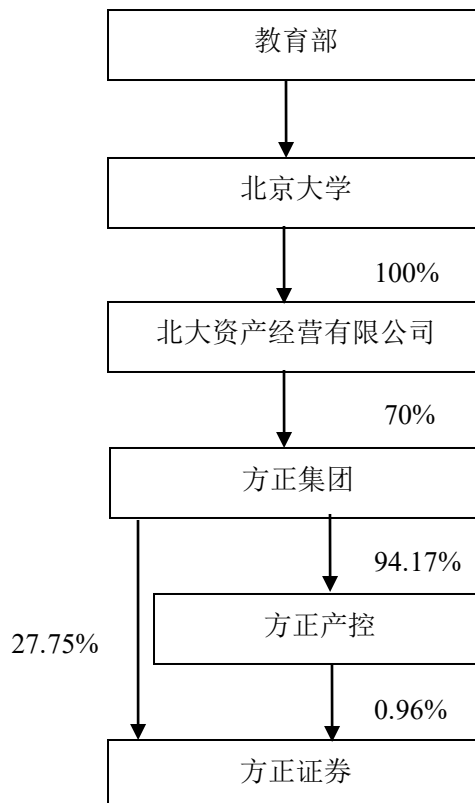 教育部
北京大学
100%
北大资产经营有限公司
70%
方正集团
94.17%
方正产控
27.75%
0.96%
方正证券